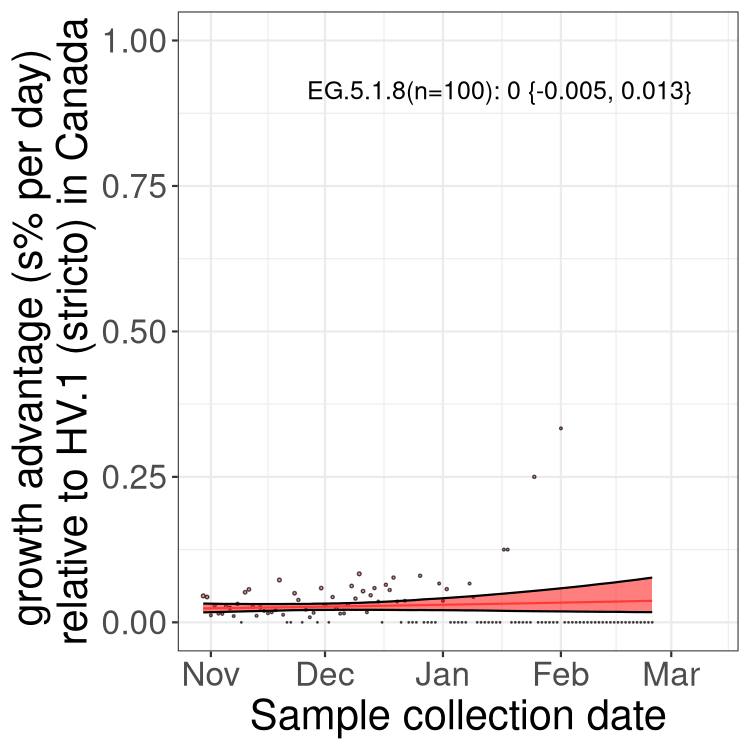 growth advantage (s% per day)
relative to HV.1 (stricto) in Canada
1.00
EG.5.1.8(n=100): 0 {-0.005, 0.013}
0.75
0.50
0.25
0.00
Nov Dec Jan Feb Mar
Sample collection date